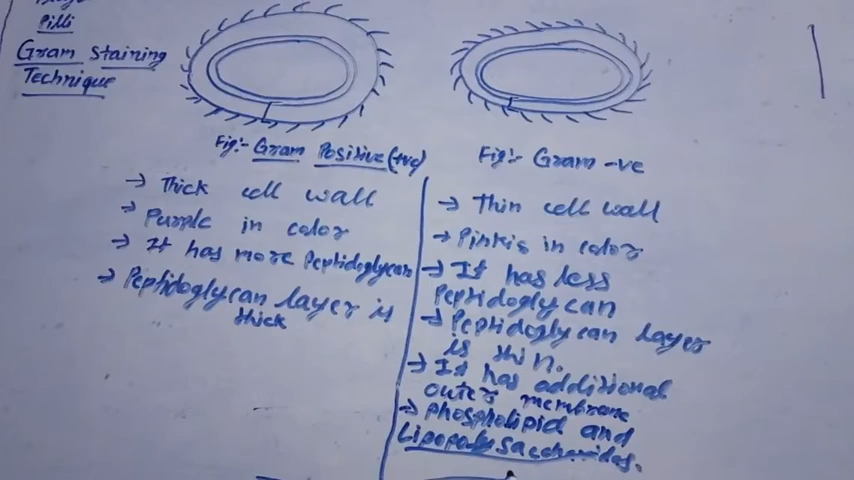 Pilli
Gram Staining
Technique
Fig:- Gram Positive (+ve)
→ Thick cell wall
→ Purple in color
→ It has more Peptidoglycan
→ Peptidoglycan layer is
thick
Fig:- Gram -ve
→ Thin cell wall
→ Pinkis in color
→ It has less
Peptidoglycan
→ Peptidoglycan layer
is thin.
→ It has additional
outer membrane
→ phospholipid and
Lipopolysaccharides.